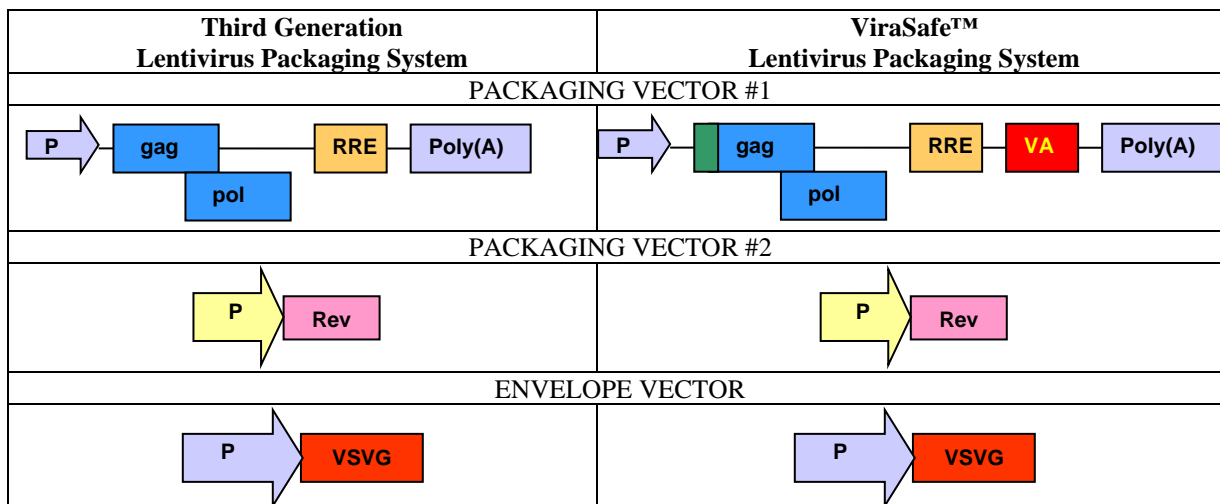 Third Generation
Lentivirus Packaging System
ViraSafe™
Lentivirus Packaging System
PACKAGING VECTOR #1
P
gag
pol
RRE
Poly(A)
P
gag
pol
RRE
VA
Poly(A)
PACKAGING VECTOR #2
P
Rev
P
Rev
ENVELOPE VECTOR
P
VSVG
P
VSVG